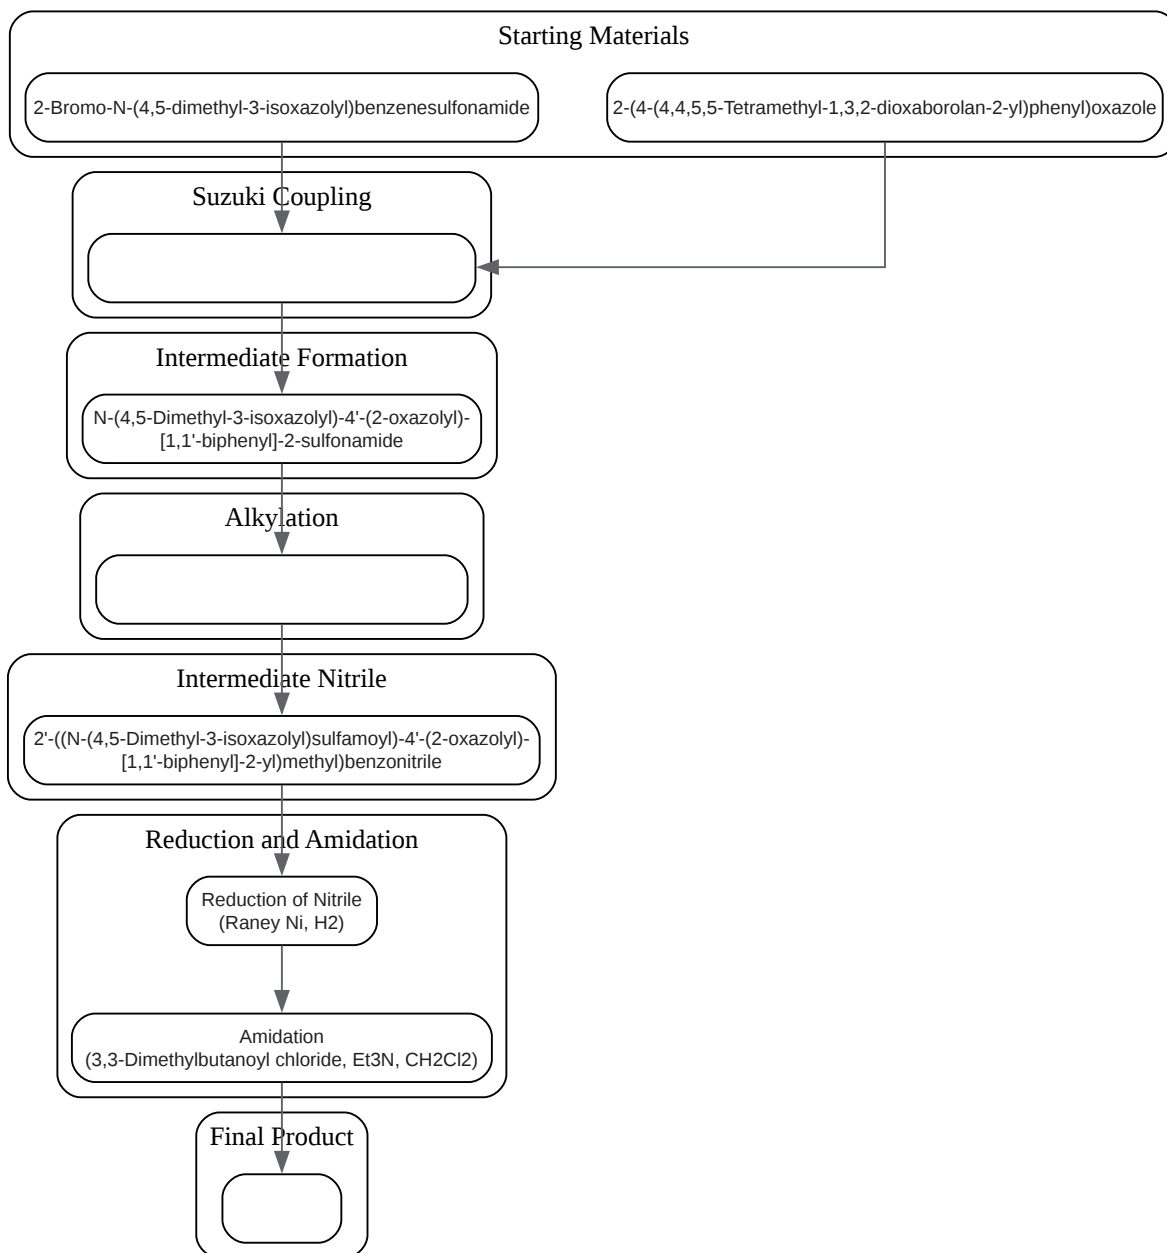 Starting Materials
2-Bromo-N-(4,5-dimethyl-3-isoxazolyl)benzenesulfonamide
2-(4-(4,4,5,5-Tetramethyl-1,3,2-dioxaborolan-2-yl)phenyl)oxazole
Suzuki Coupling
Intermediate Formation
N-(4,5-Dimethyl-3-isoxazolyl)-4'-(2-oxazolyl)-
[1,1'-biphenyl]-2-sulfonamide
Alkylation
Intermediate Nitrile
2'-((N-(4,5-Dimethyl-3-isoxazolyl)sulfamoyl)-4'-(2-oxazolyl)-
[1,1'-biphenyl]-2-yl)methyl)benzonitrile
Reduction and Amidation
Reduction of Nitrile
(Raney Ni, H2)
Amidation
(3,3-Dimethylbutanoyl chloride, Et3N, CH2Cl2)
Final Product